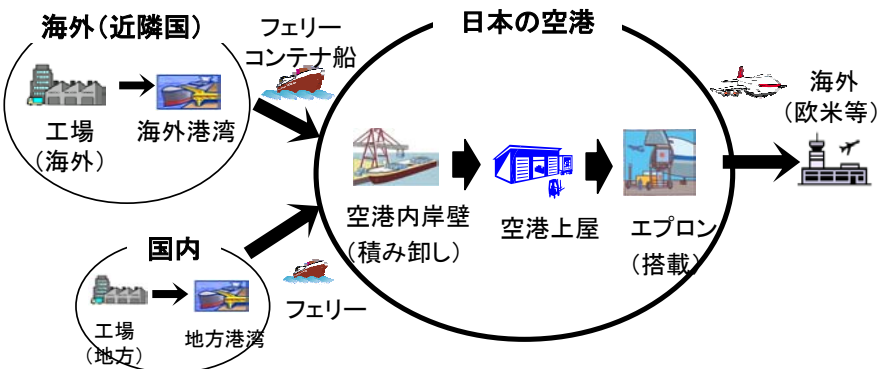 海外（近隣国）
工場
（海外）
海外港湾
フェリー
コンテナ船
国内
工場
（地方）
地方港湾
フェリー
日本の空港
空港内岸壁
（積み卸し）
空港上屋
エプロン
（搭載）
海外
（欧米等）